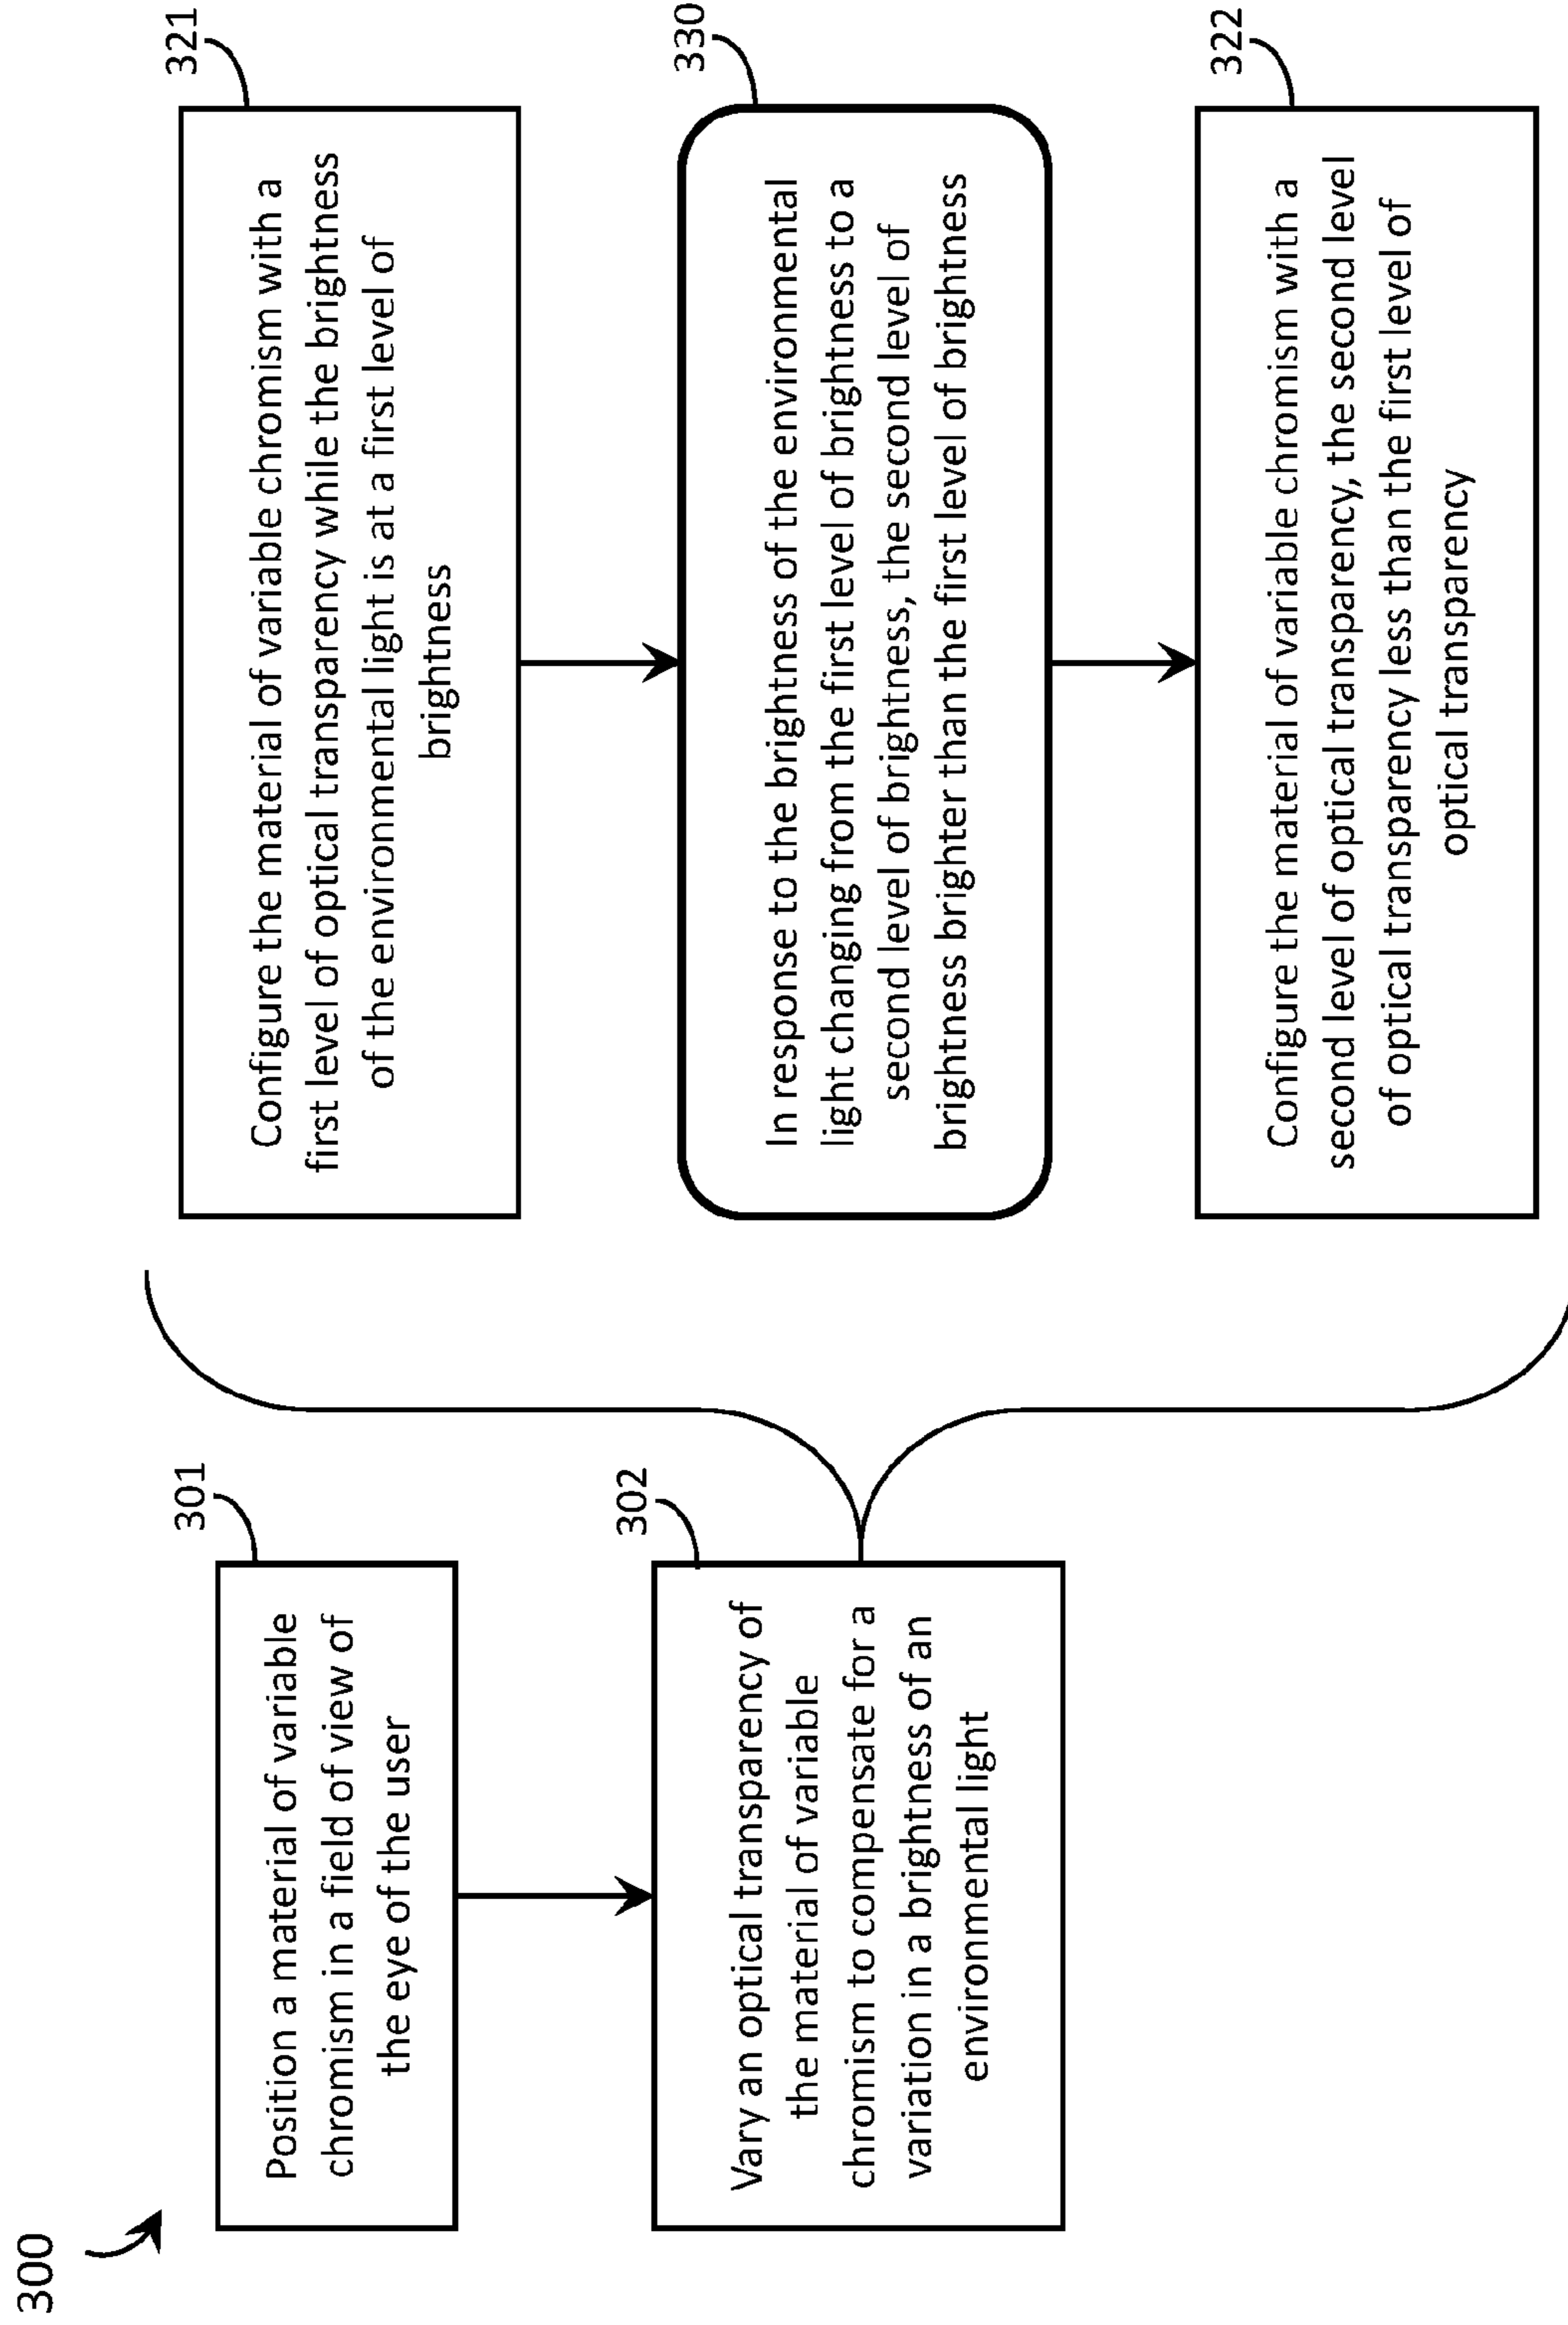 300
301
Position a material of variable
chromism in a field of view of
the eye of the user
302
Vary an optical transparency of
the material of variable
chromism to compensate for a
variation in a brightness of an
environmental light
321
Configure the material of variable chromism with a
first level of optical transparency while the brightness
of the environmental light is at a first level of
brightness
330
In response to the brightness of the environmental
light changing from the first level of brightness to a
second level of brightness, the second level of
brightness brighter than the first level of brightness
322
Configure the material of variable chromism with a
second level of optical transparency, the second level
of optical transparency less than the first level of
optical transparency